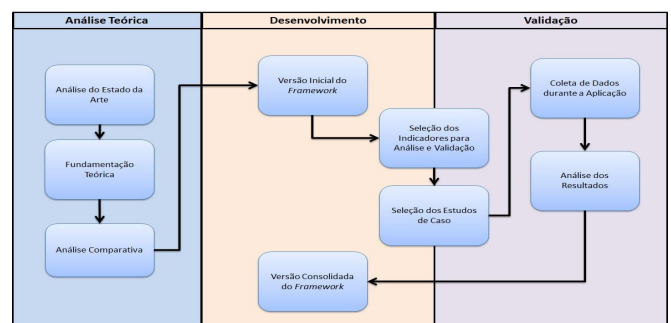 Análise Teórica
Desenvolvimento
Validação
Análise do Estado da
Arte
Fundamentação
Teórica
Análise Comparativa
Versão Inicial do
Framework
Seleção dos
Indicadores para
Análise e Validação
Seleção dos Estudos
de Caso
Coleta de Dados
durante a Aplicação
Análise dos
Resultados
Versão Consolidada
do Framework